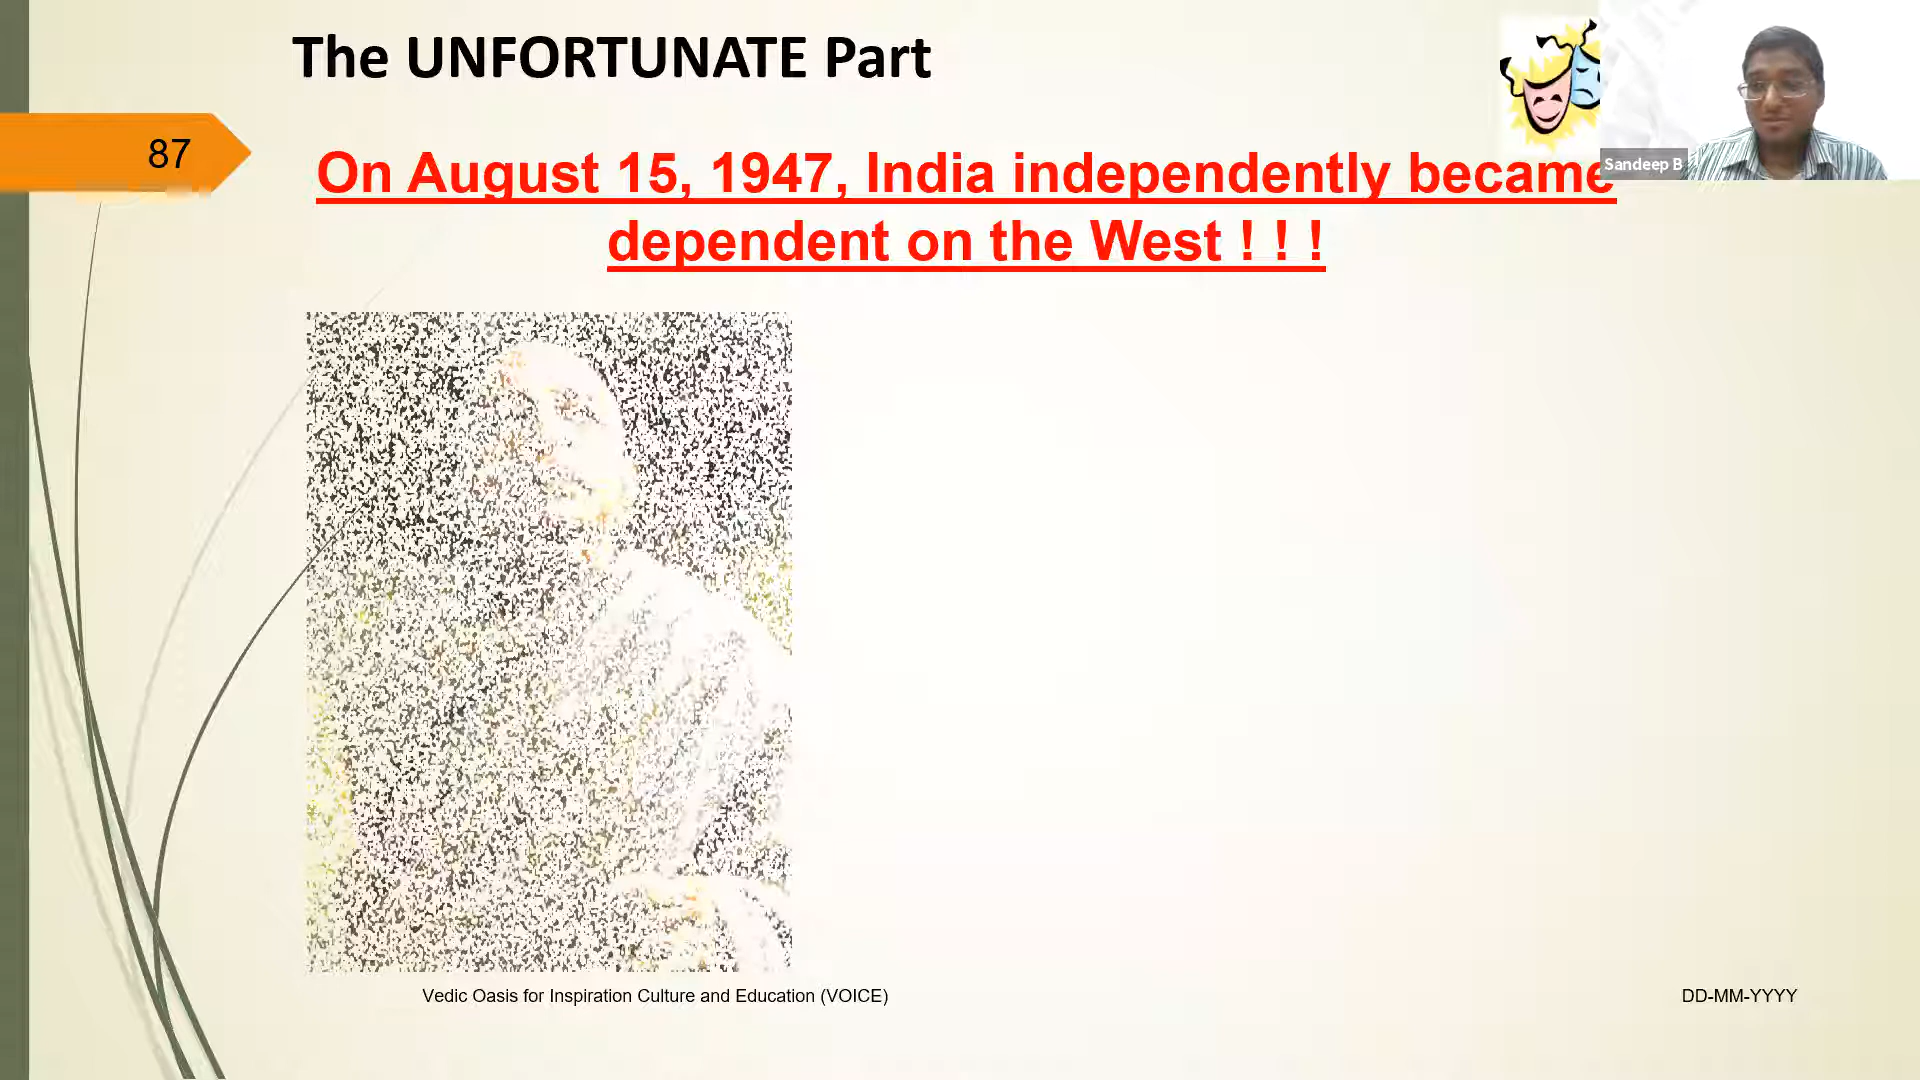 The UNFORTUNATE Part
87
On August 15, 1947, India independently became
dependent on the West ! ! !
Sandeep B
Vedic Oasis for Inspiration Culture and Education (VOICE)
DD-MM-YYYY